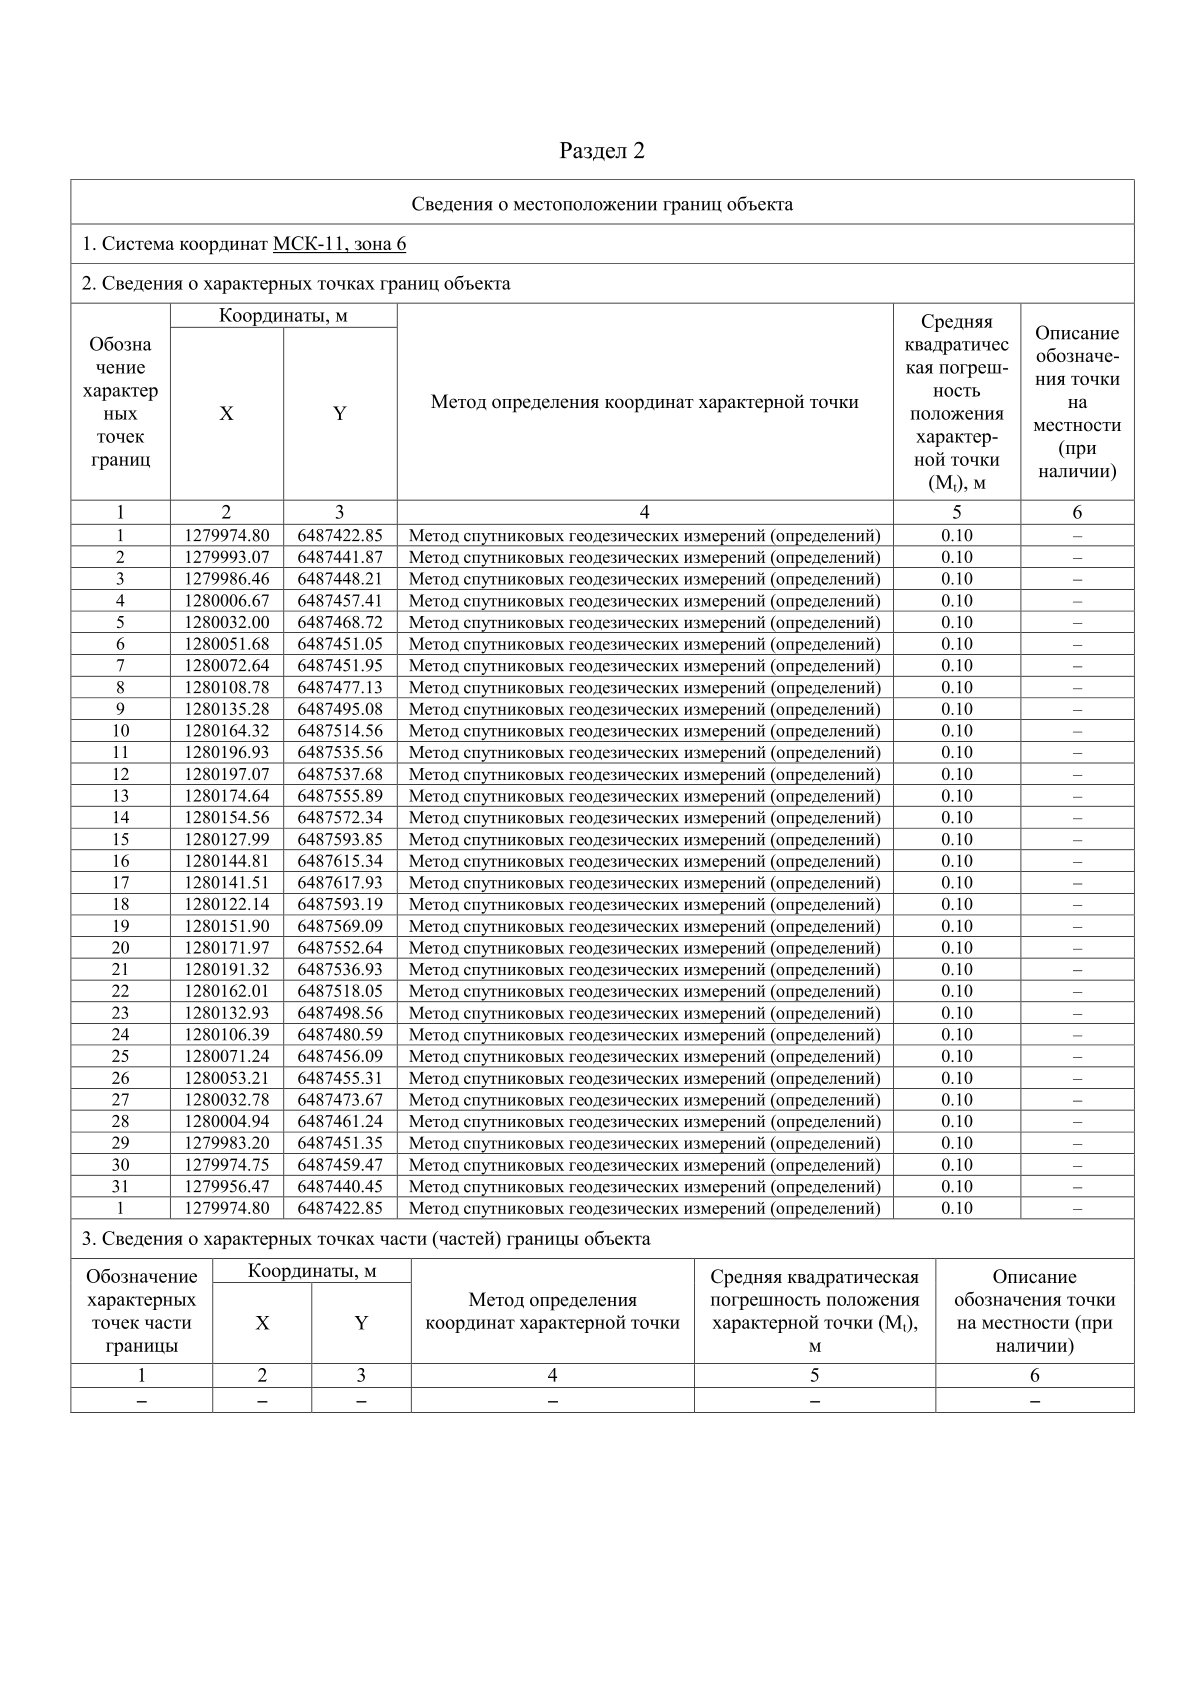 Раздел 2
Сведения о местоположении границ объекта
1. Система координат МСК-11, зона 6
2. Сведения о характерных точках границ объекта
Обозна
чение
характер
ных
точек
границ
Координаты, м
X
Y
Метод определения координат характерной точки
Средняя
квадратичес
кая погреш-
ность
положения
характер-
ной точки
(Mt), м
Описание
обозначе-
ния точки
на
местности
(при
наличии)
1 2 3 4 5 6
1 1279974.80 6487422.85 Метод спутниковых геодезических измерений (определений) 0.10 –
2 1279993.07 6487441.87 Метод спутниковых геодезических измерений (определений) 0.10 –
3 1279986.46 6487448.21 Метод спутниковых геодезических измерений (определений) 0.10 –
4 1280006.67 6487457.41 Метод спутниковых геодезических измерений (определений) 0.10 –
5 1280032.00 6487468.72 Метод спутниковых геодезических измерений (определений) 0.10 –
6 1280051.68 6487451.05 Метод спутниковых геодезических измерений (определений) 0.10 –
7 1280072.64 6487451.95 Метод спутниковых геодезических измерений (определений) 0.10 –
8 1280108.78 6487477.13 Метод спутниковых геодезических измерений (определений) 0.10 –
9 1280135.28 6487495.08 Метод спутниковых геодезических измерений (определений) 0.10 –
10 1280164.32 6487514.56 Метод спутниковых геодезических измерений (определений) 0.10 –
11 1280196.93 6487535.56 Метод спутниковых геодезических измерений (определений) 0.10 –
12 1280197.07 6487537.68 Метод спутниковых геодезических измерений (определений) 0.10 –
13 1280174.64 6487555.89 Метод спутниковых геодезических измерений (определений) 0.10 –
14 1280154.56 6487572.34 Метод спутниковых геодезических измерений (определений) 0.10 –
15 1280127.99 6487593.85 Метод спутниковых геодезических измерений (определений) 0.10 –
16 1280144.81 6487615.34 Метод спутниковых геодезических измерений (определений) 0.10 –
17 1280141.51 6487617.93 Метод спутниковых геодезических измерений (определений) 0.10 –
18 1280122.14 6487593.19 Метод спутниковых геодезических измерений (определений) 0.10 –
19 1280151.90 6487569.09 Метод спутниковых геодезических измерений (определений) 0.10 –
20 1280171.97 6487552.64 Метод спутниковых геодезических измерений (определений) 0.10 –
21 1280191.32 6487536.93 Метод спутниковых геодезических измерений (определений) 0.10 –
22 1280162.01 6487518.05 Метод спутниковых геодезических измерений (определений) 0.10 –
23 1280132.93 6487498.56 Метод спутниковых геодезических измерений (определений) 0.10 –
24 1280106.39 6487480.59 Метод спутниковых геодезических измерений (определений) 0.10 –
25 1280071.24 6487456.09 Метод спутниковых геодезических измерений (определений) 0.10 –
26 1280053.21 6487455.31 Метод спутниковых геодезических измерений (определений) 0.10 –
27 1280032.78 6487473.67 Метод спутниковых геодезических измерений (определений) 0.10 –
28 1280004.94 6487461.24 Метод спутниковых геодезических измерений (определений) 0.10 –
29 1279983.20 6487451.35 Метод спутниковых геодезических измерений (определений) 0.10 –
30 1279974.75 6487459.47 Метод спутниковых геодезических измерений (определений) 0.10 –
31 1279956.47 6487440.45 Метод спутниковых геодезических измерений (определений) 0.10 –
1 1279974.80 6487422.85 Метод спутниковых геодезических измерений (определений) 0.10 –
3. Сведения о характерных точках части (частей) границы объекта
Обозначение
характерных
точек части
границы
Координаты, м
X
Y
Метод определения
координат характерной точки
Средняя квадратическая
погрешность положения
характерной точки (Mt),
м
Описание
обозначения точки
на местности (при
наличии)
1 2 3 4 5 6
– – – – – –